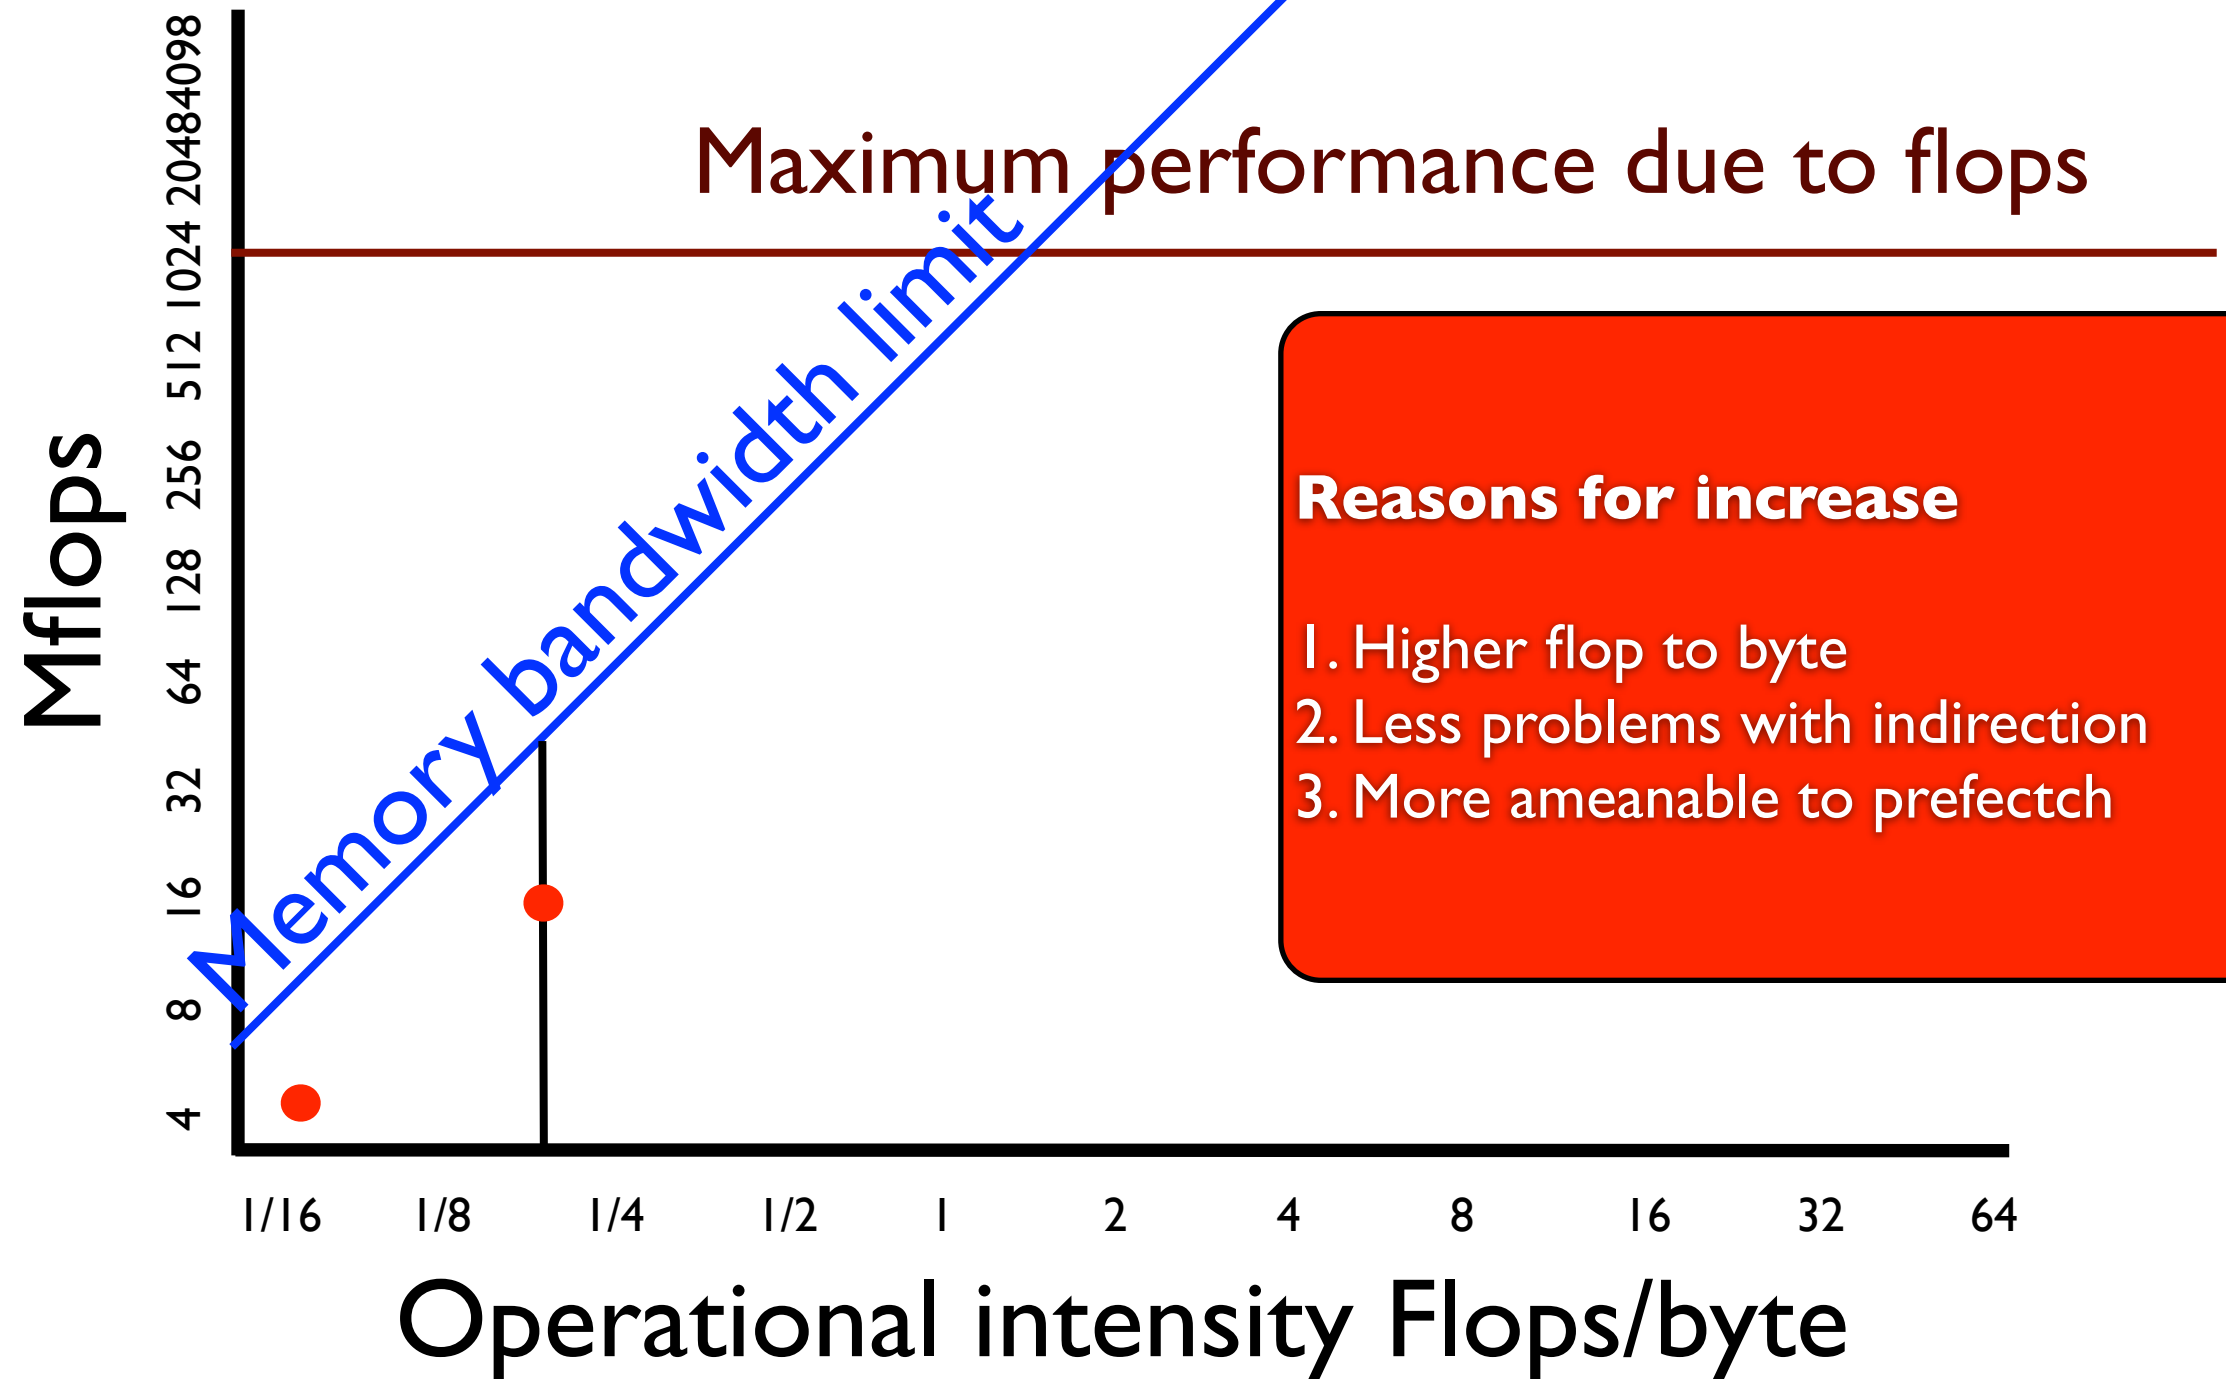 Maximum performance due to flops
Memory bandwidth limit
Mflops
4098
2048
1024
512
256
128
64
32
16
8
4
Reasons for increase
1. Higher flop to byte
2. Less problems with indirection
3. More ameanable to prefectch
1/16 1/8 1/4 1/2 1 2 4 8 16 32 64
Operational intensity Flops/byte